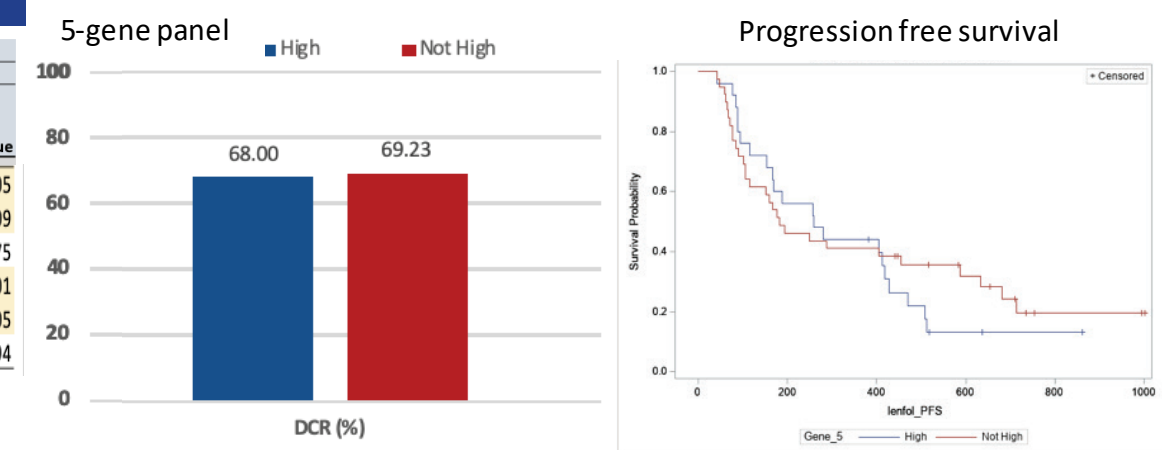 5-gene panel
High
Not High
100
80
60
40
20
0
68.00
69.23
DCR (%)
Progression free survival
+ Censored
1.0
0.8
0.6
0.4
0.2
0.0
Survival Probability
0
200
400
600
800
1000
lenfol_PFS
Gene_5
High
Not High